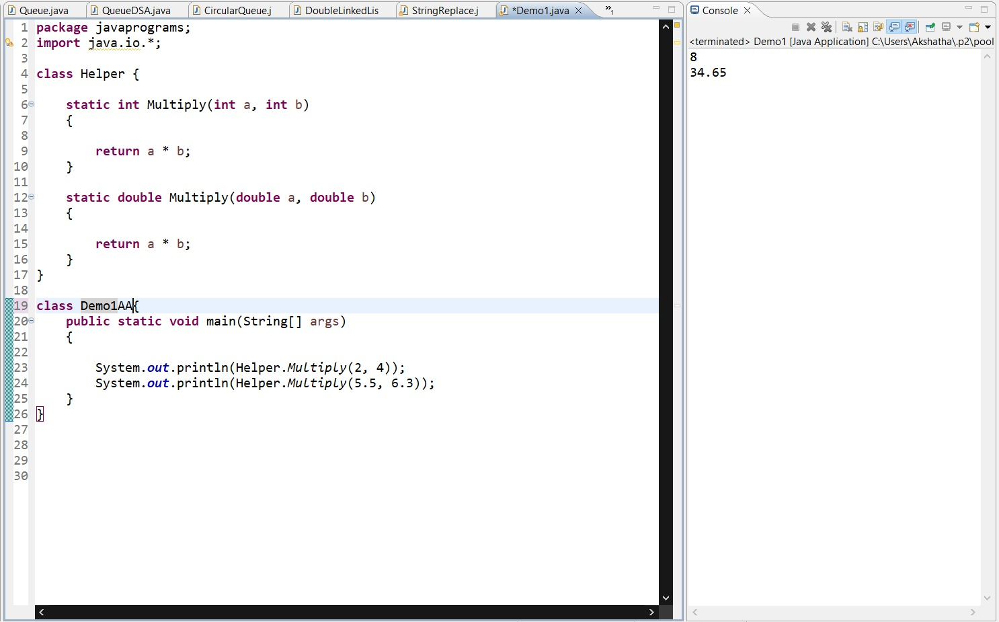 Queue.java QueueDSA.java CircularQueue.j DoubleLinkedLis StringReplace.j *Demo1.java »1
1 package javaprograms;
2 import java.io.*;
3
4 class Helper {
5
6 static int Multiply(int a, int b)
7 {
8
9 return a * b;
10 }
11
12 static double Multiply(double a, double b)
13 {
14
15 return a * b;
16 }
17 }
18
19 class Demo1AA{
20 public static void main(String[] args)
21 {
22
23 System.out.println(Helper.Multiply(2, 4));
24 System.out.println(Helper.Multiply(5.5, 6.3));
25 }
26 }
27
28
29
30
Console
<terminated> Demo1 [Java Application] C:\Users\Akshatha\.p2\pool
8
34.65